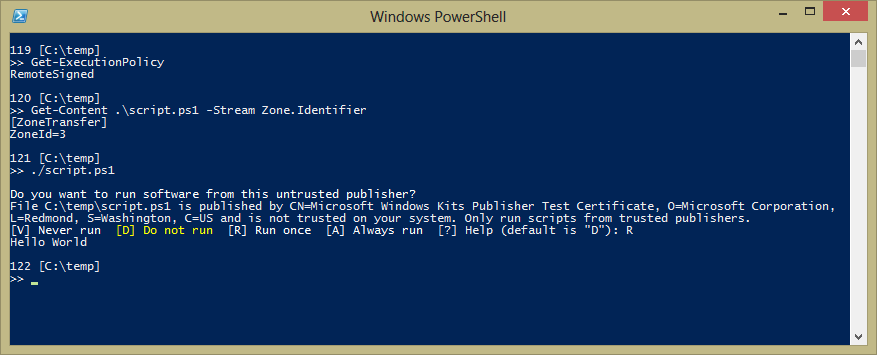 Windows PowerShell
119 [C:\temp]
>> Get-ExecutionPolicy
RemoteSigned
120 [C:\temp]
>> Get-Content .\script.ps1 -Stream Zone.Identifier
[ZoneTransfer]
ZoneId=3
121 [C:\temp]
>> ./script.ps1
Do you want to run software from this untrusted publisher?
File C:\temp\script.ps1 is published by CN=Microsoft Windows Kits Publisher Test Certificate, O=Microsoft Corporation,
L=Redmond, S=Washington, C=US and is not trusted on your system. Only run scripts from trusted publishers.
[V] Never run  [D] Do not run  [R] Run once  [A] Always run  [?] Help (default is "D"): R
Hello World
122 [C:\temp]
>>